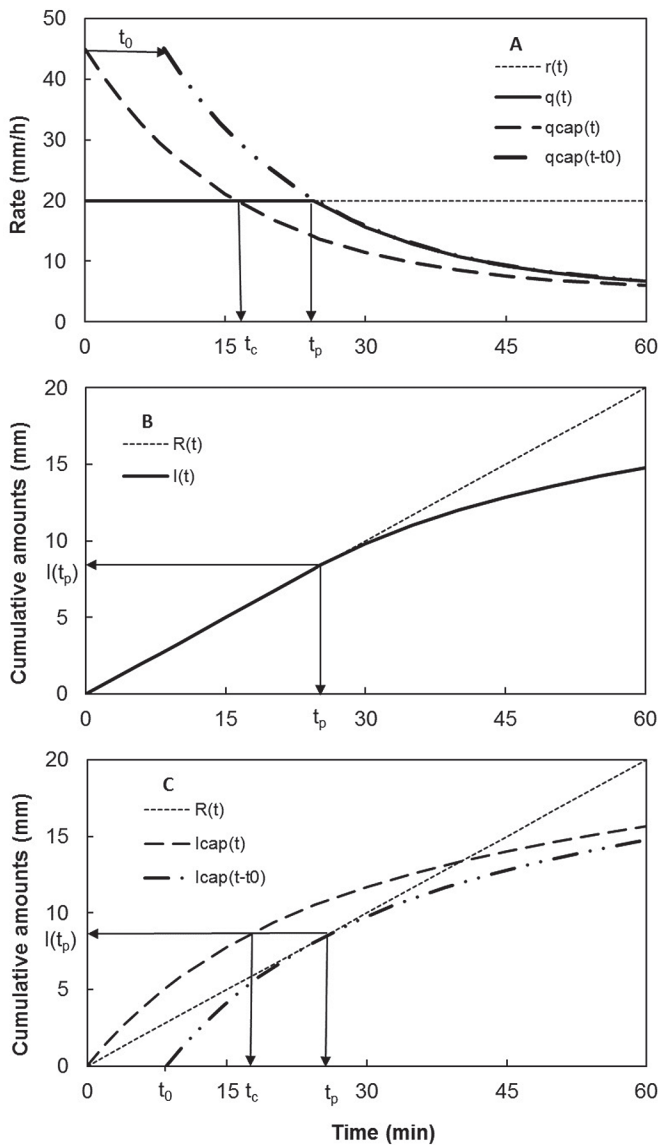 50
t0
A
r(t)
q(t)
qcap(t)
qcap(t-t0)
40
30
20
10
0
Rate (mm/h)
0 15 tc tp 30 45 60
20
B
R(t)
I(t)
15
10
I(tp)
5
0
Cumulative amounts (mm)
0 15 tp 30 45 60
20
C
R(t)
Icap(t)
Icap(t-t0)
15
10
I(tp)
5
0
Cumulative amounts (mm)
0 t0 15 tc tp 30 45 60
Time (min)